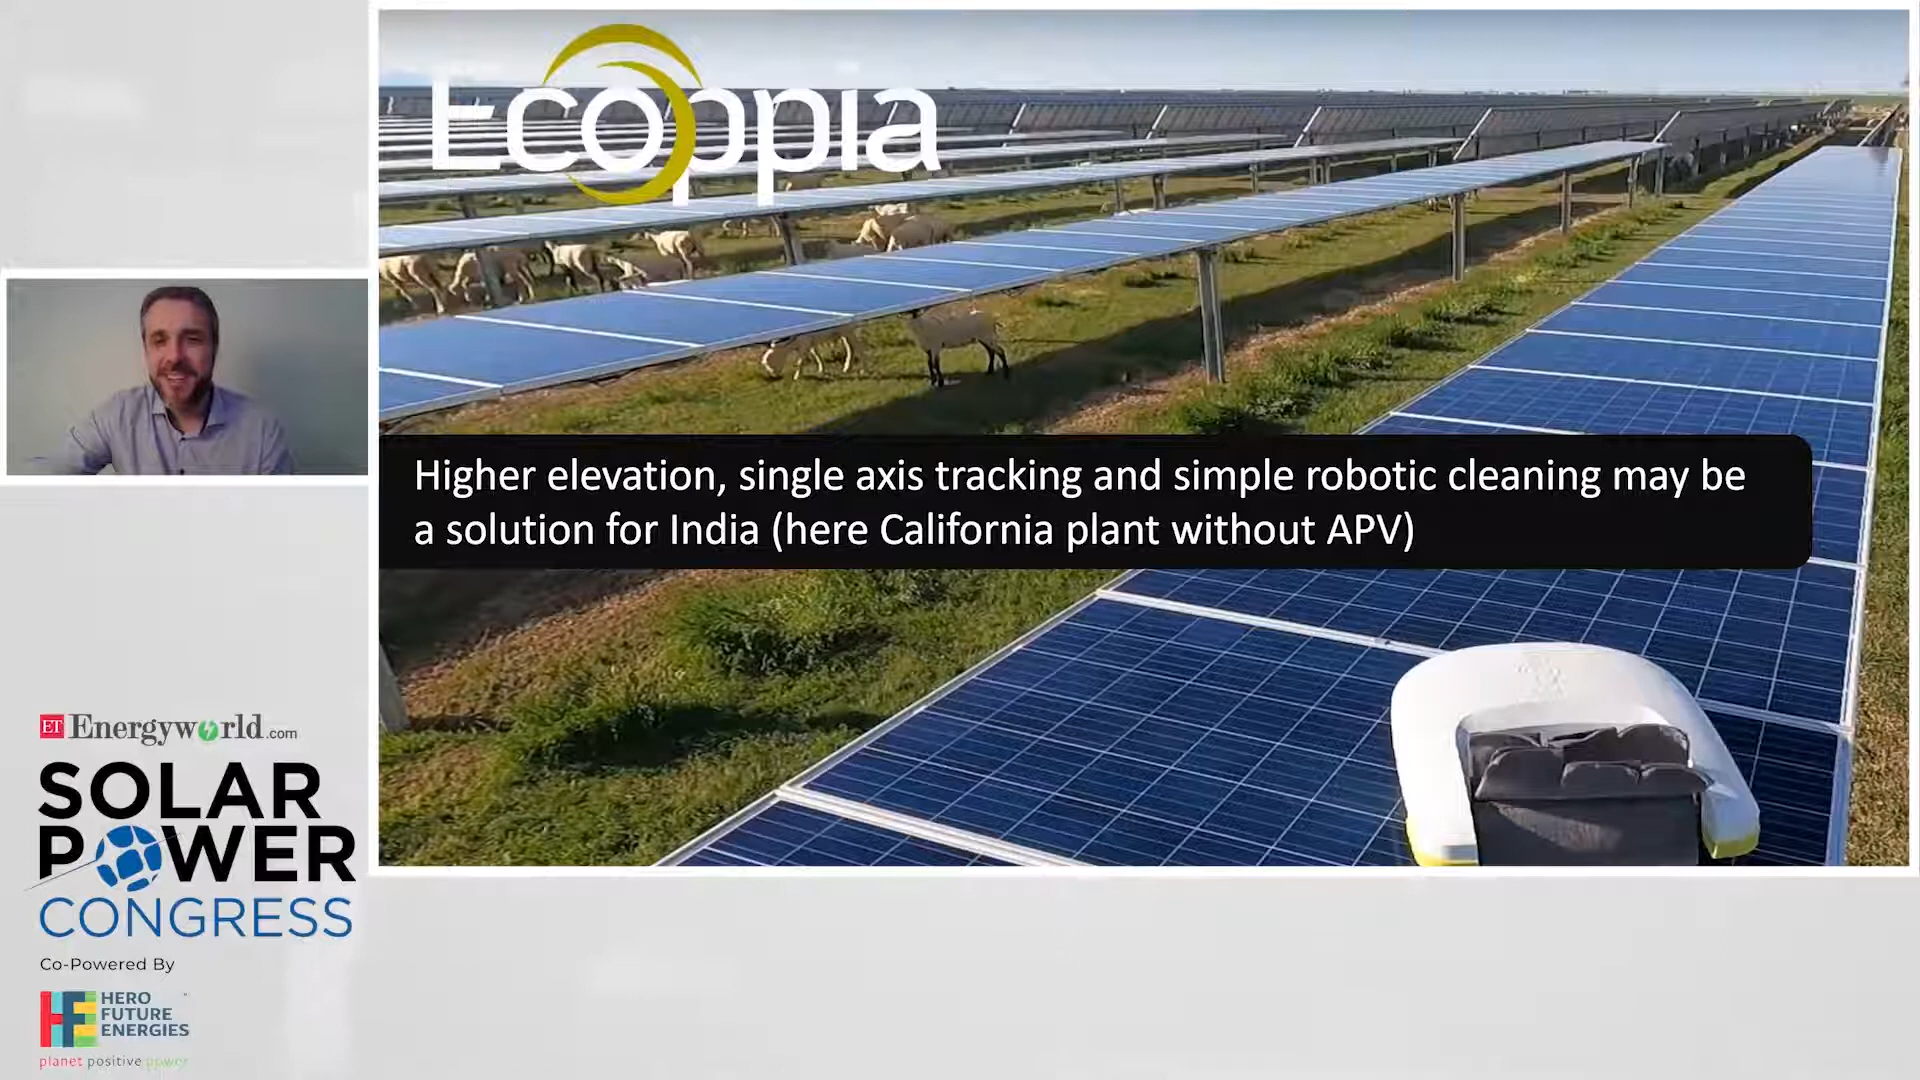 Ecoppia
Higher elevation, single axis tracking and simple robotic cleaning may be
a solution for India (here California plant without APV)
ET Energyworld.com
SOLAR
POWER
CONGRESS
Co-Powered By
HFE HERO
FUTURE
ENERGIES
planet positive power